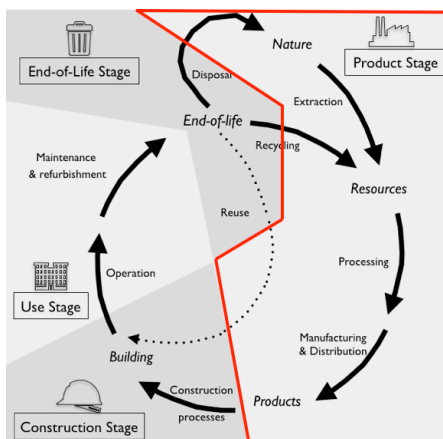 Nature
End-of-Life Stage
Product Stage
Disposal
Extraction
End-of-life
Recycling
Maintenance
& refurbishment
Resources
Reuse
Processing
Operation
Use Stage
Manufacturing
& Distribution
Building
Construction
processes
Products
Construction Stage